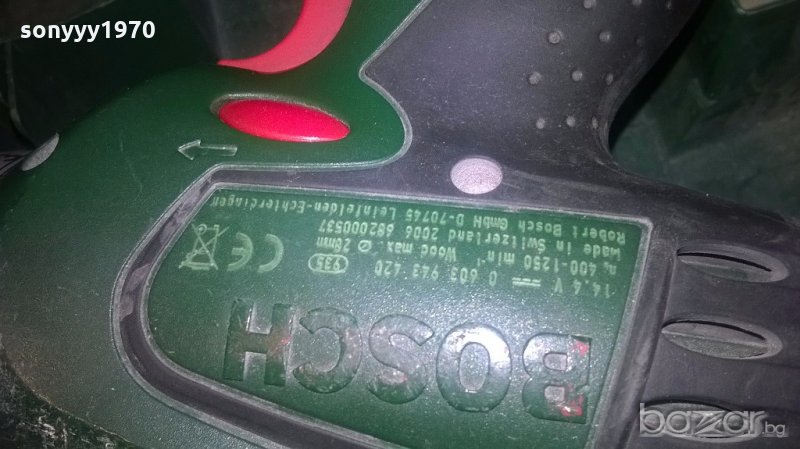 sonyyy1970
BOSCH
14.4 V 0 603 943 420
n₀ 400-1250 min⁻¹ 935
Wood max. ø 28mm
Made in Switzerland 2006 682000537
Robert Bosch GmbH D-70745 Leinfelden-Echterdingen
CE
bazar.bg